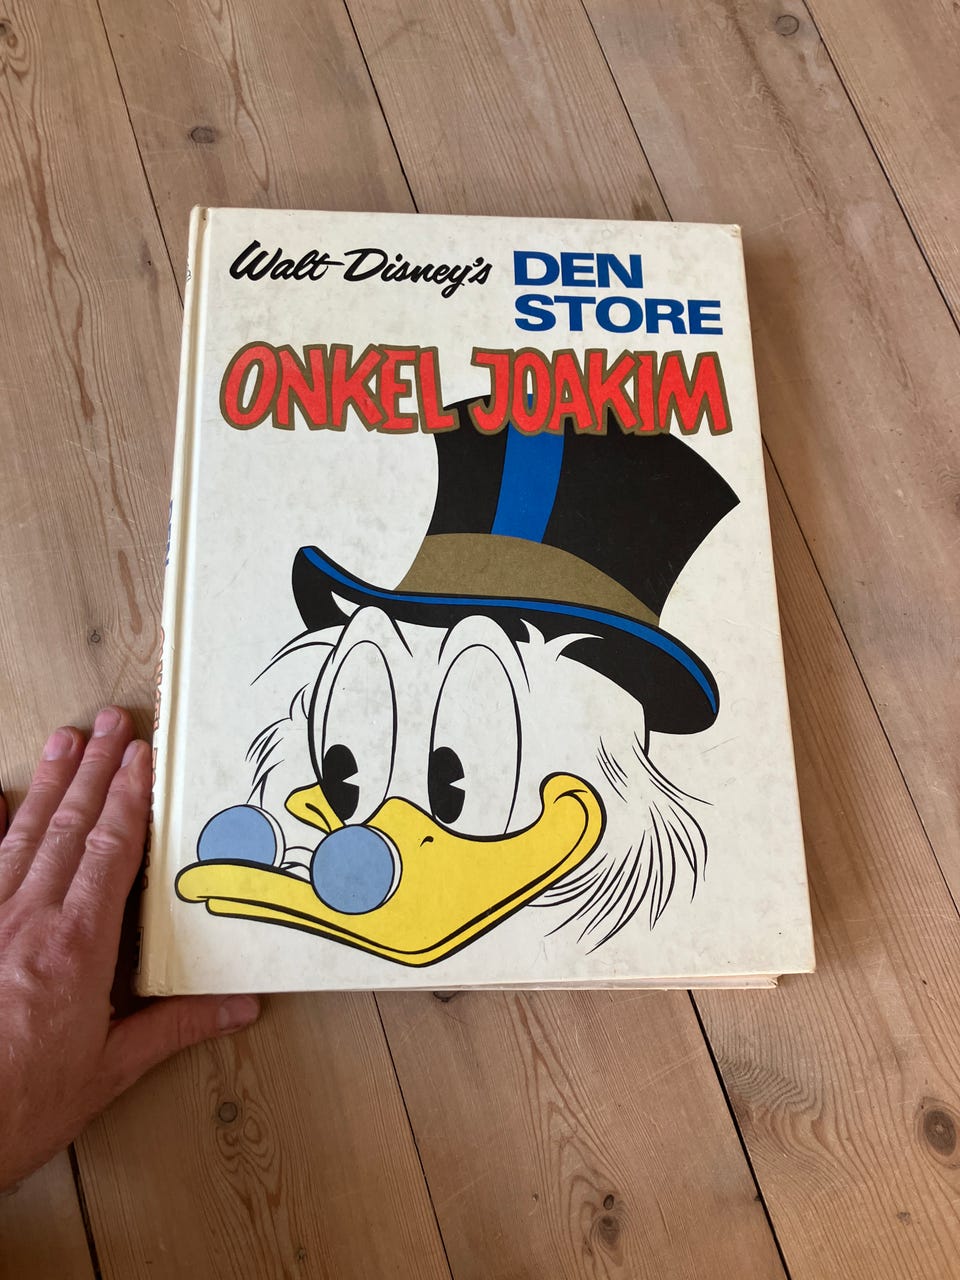 Walt Disney's
DEN
STORE
ONKEL JOAKIM